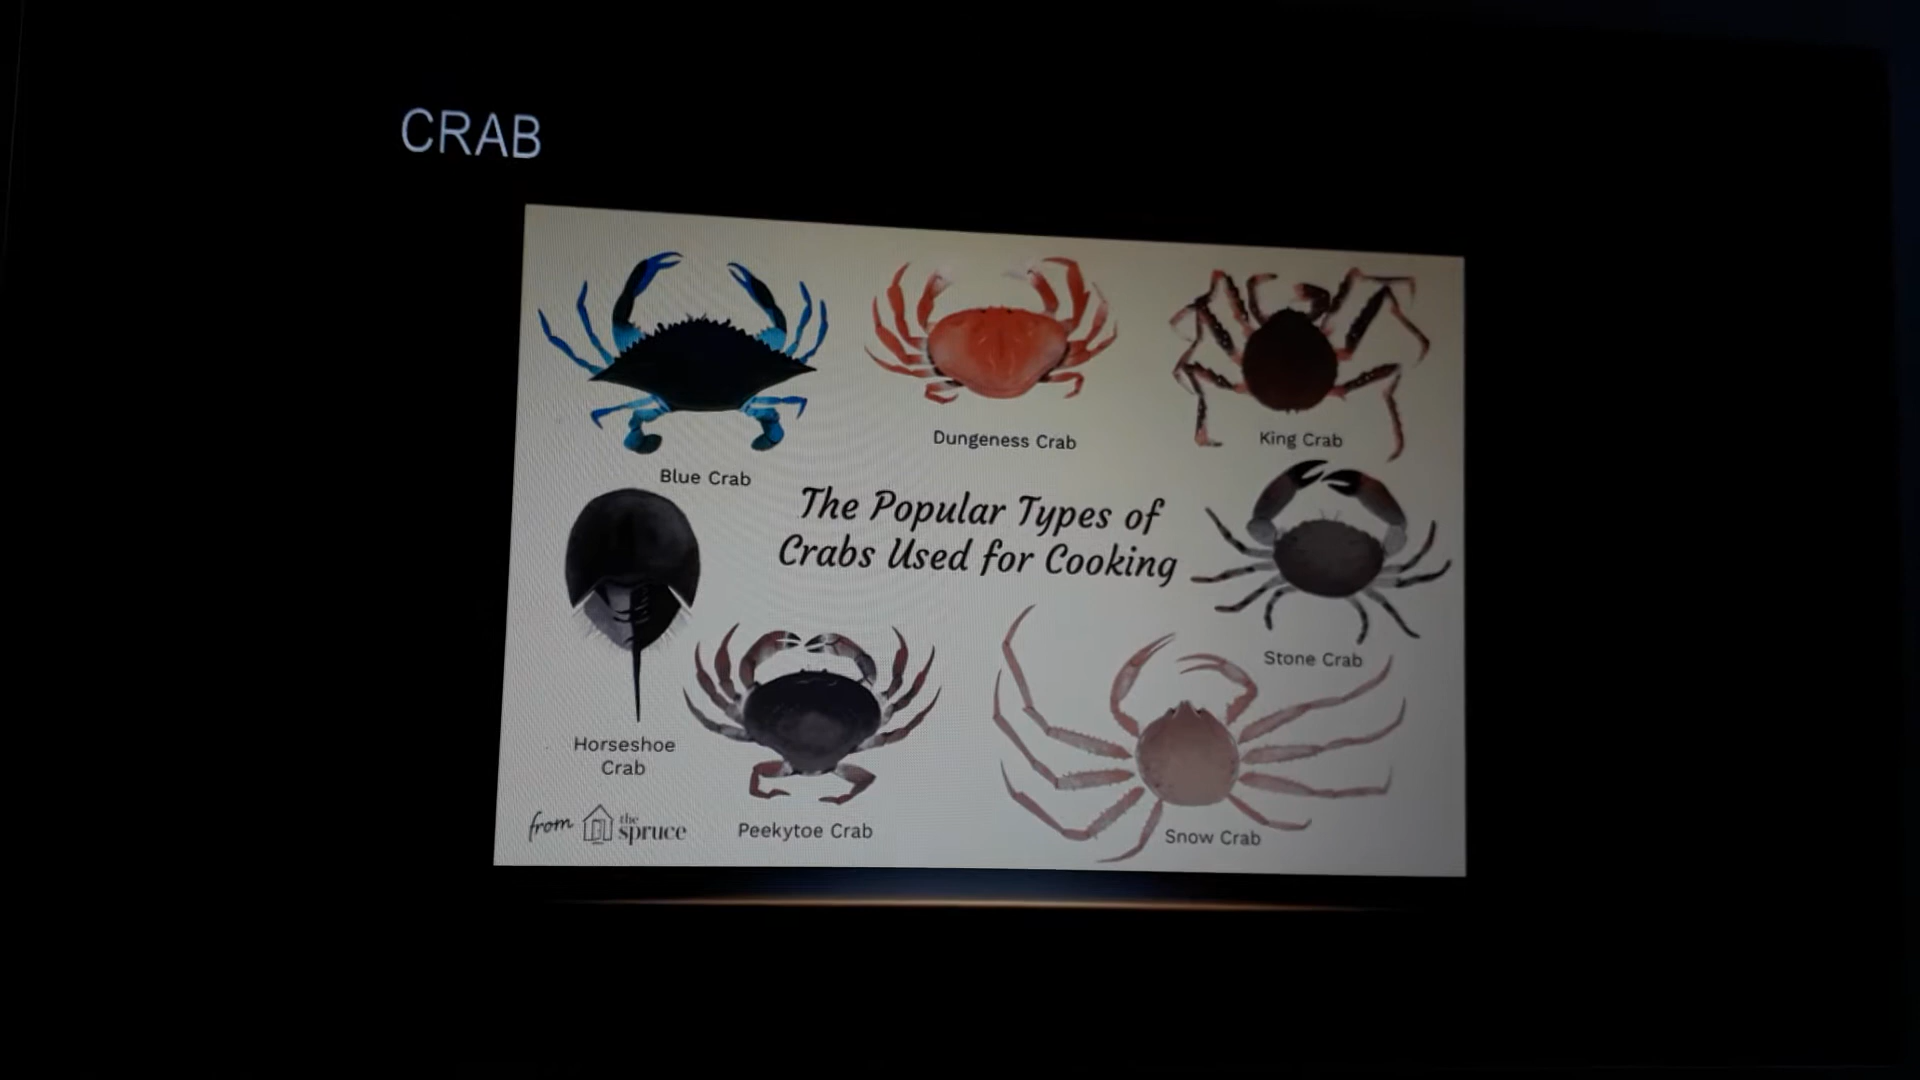 CRAB
Blue Crab
Dungeness Crab
King Crab
The Popular Types of
Crabs Used for Cooking
Stone Crab
Horseshoe
Crab
Peekytoe Crab
Snow Crab
from the spruce